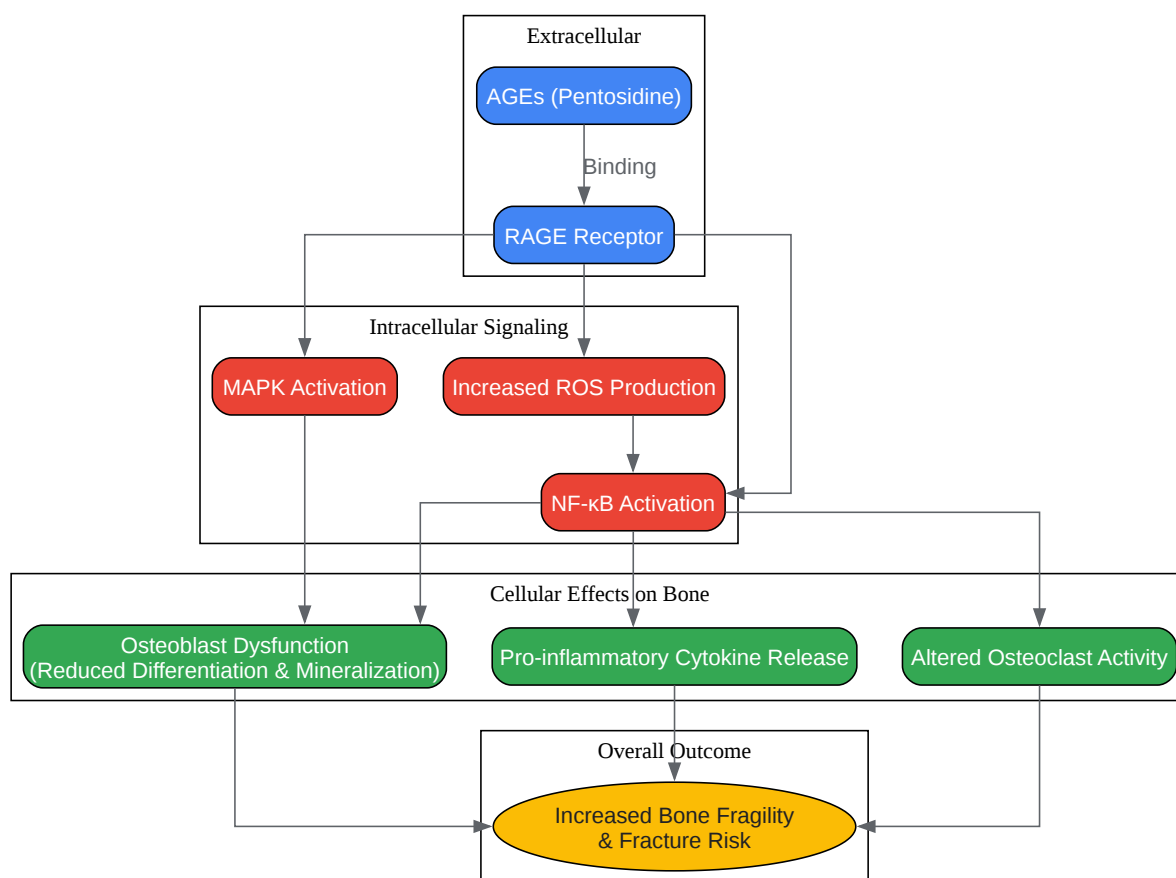 Extracellular
AGEs (Pentosidine)
Binding
RAGE Receptor
Intracellular Signaling
MAPK Activation
Increased ROS Production
NF-κB Activation
Cellular Effects on Bone
Osteoblast Dysfunction
(Reduced Differentiation & Mineralization)
Pro-inflammatory Cytokine Release
Altered Osteoclast Activity
Overall Outcome
Increased Bone Fragility
& Fracture Risk